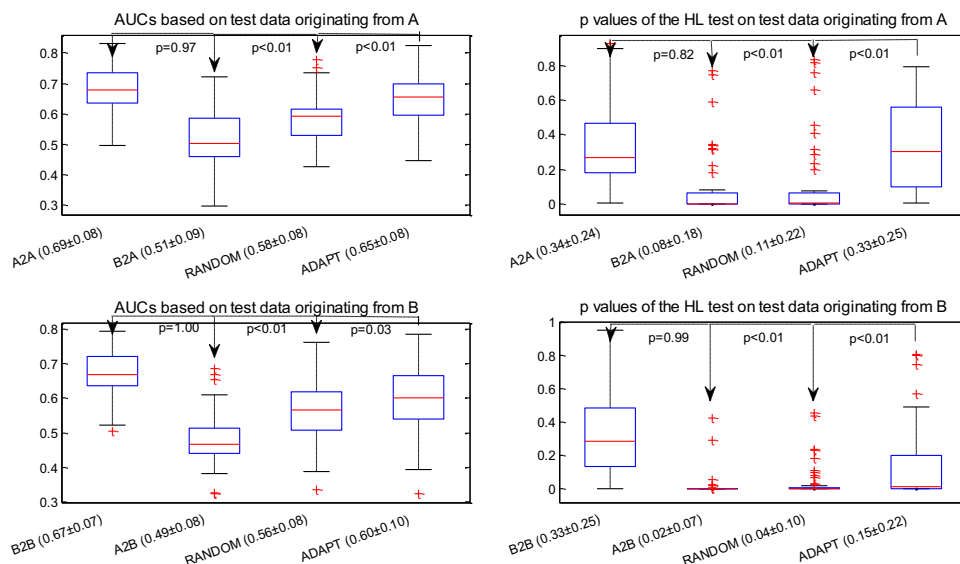 AUCs based on test data originating from A
p=0.97 p<0.01 p<0.01
0.8
0.7
0.6
0.5
0.4
0.3
A2A (0.69±0.08) B2A (0.51±0.09) RANDOM (0.58±0.08) ADAPT (0.65±0.08)
p values of the HL test on test data originating from A
p=0.82 p<0.01 p<0.01
0.8
0.6
0.4
0.2
0
A2A (0.34±0.24) B2A (0.08±0.18) RANDOM (0.11±0.22) ADAPT (0.33±0.25)
AUCs based on test data originating from B
p=1.00 p<0.01 p=0.03
0.8
0.7
0.6
0.5
0.4
0.3
B2B (0.67±0.07) A2B (0.49±0.08) RANDOM (0.56±0.08) ADAPT (0.60±0.10)
p values of the HL test on test data originating from B
1
p=0.99 p<0.01 p<0.01
0.8
0.6
0.4
0.2
0
B2B (0.33±0.25) A2B (0.02±0.07) RANDOM (0.04±0.10) ADAPT (0.15±0.22)